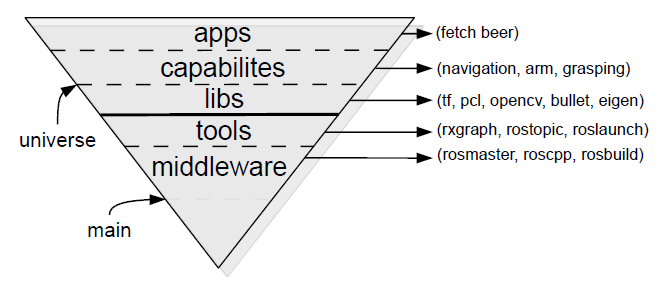 apps
(fetch beer)
capabilites
(navigation, arm, grasping)
libs
(tf, pcl, opencv, bullet, eigen)
universe
tools
(rxgraph, rostopic, roslaunch)
middleware
(rosmaster, roscpp, rosbuild)
main